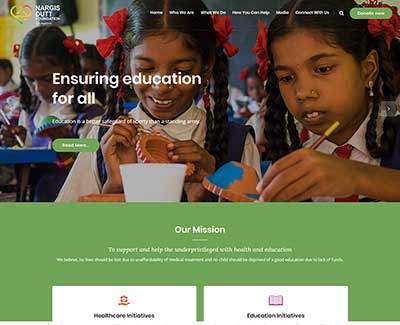 NARGIS
DUTT
FOUNDATION
Home Who We Are What We Do How You Can Help Media Connect With Us Donate now
Ensuring education
for all
Education is a better safeguard of liberty than a standing army
Read More..
Our Mission
To support and help the underprivileged with health and education
We believe, no lives should be lost due to unaffordability of medical treatment and no child should be deprived of a good education due to lack of funds.
Healthcare Initiatives Education Initiatives